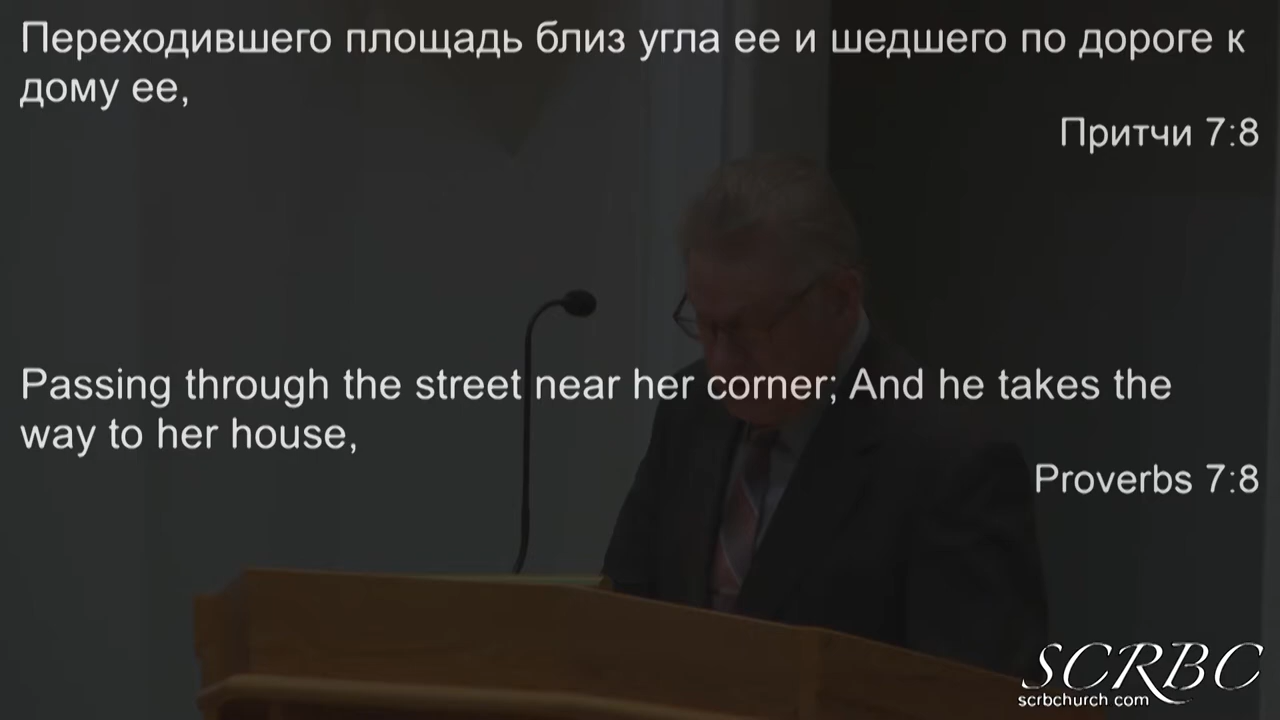 Переходившего площадь близ угла ее и шедшего по дороге к
дому ее,
Притчи 7:8
Passing through the street near her corner; And he takes the
way to her house,
Proverbs 7:8
SCRBC
scrbchurch com